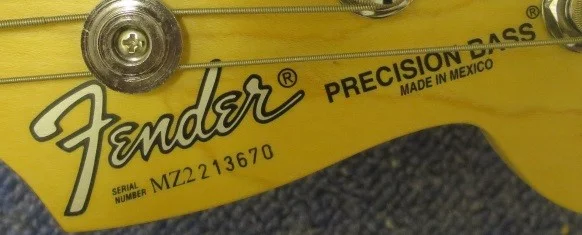 Fender®
PRECISION BASS®
MADE IN MEXICO
SERIAL
NUMBER MZ2213670